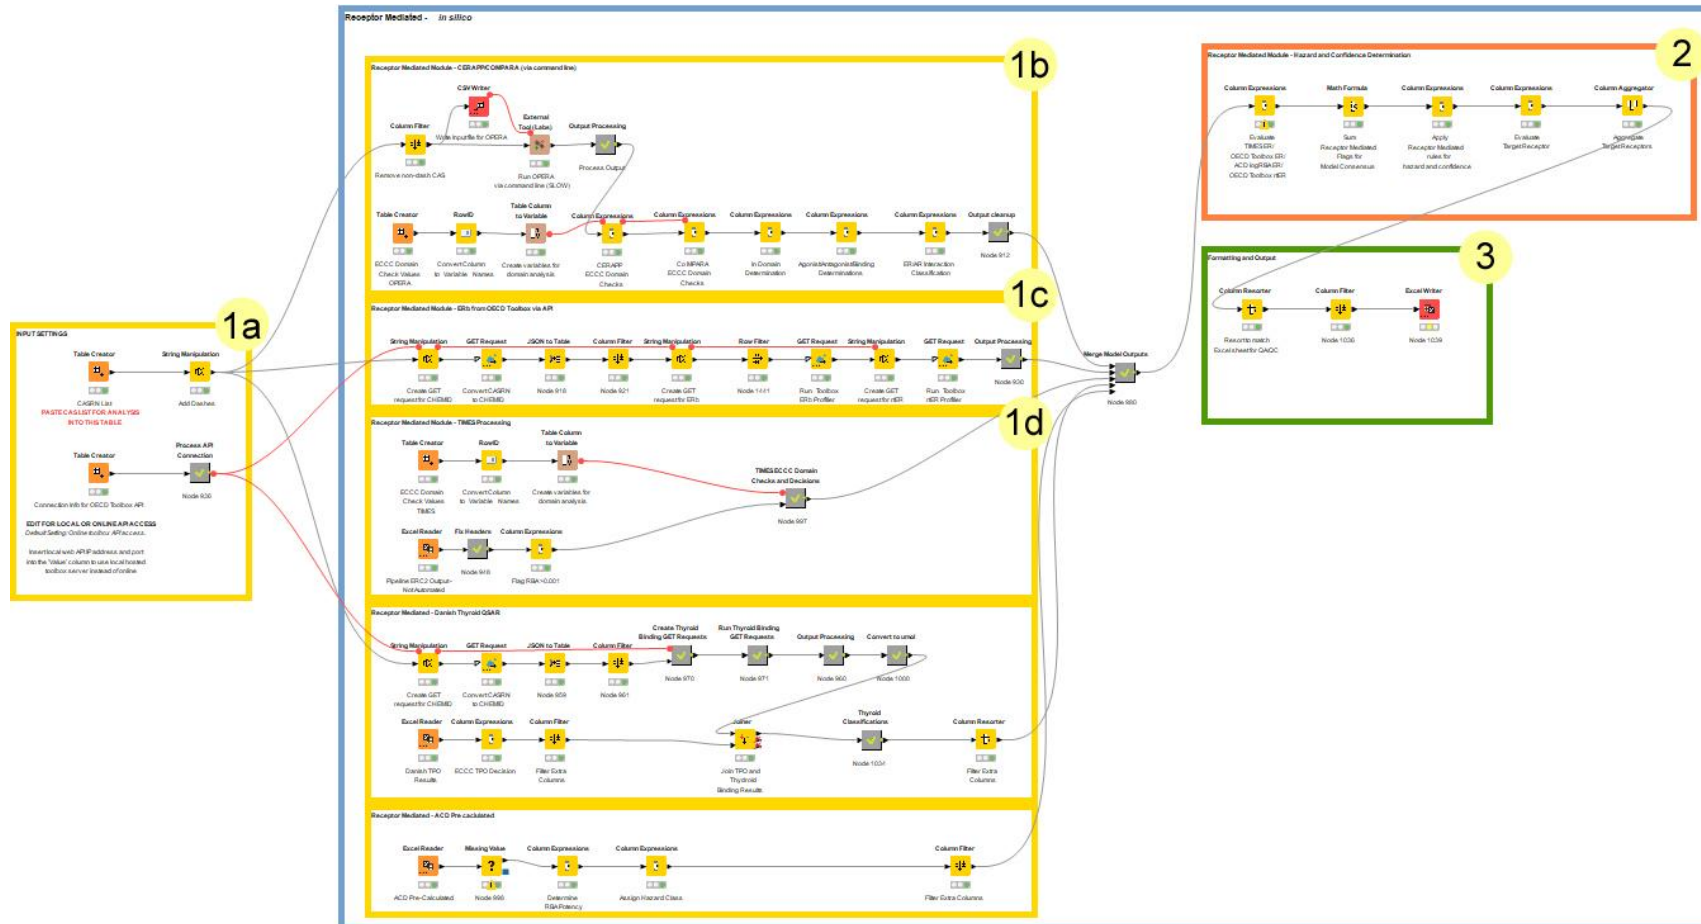 Receptor Mediated - in silico
1a
INPUT SETTINGS
Table Creator
String Manipulation
CASRN List
Add Dashes
PASTE CAS LIST FOR ANALYSIS
INTO THIS TABLE
Table Creator
Process API
Connection
Connection Info for OECD Toolbox API
Node 836
EDIT FOR LOCAL OR ONLINE API ACCESS
Default Setting: Online toolbox API access.
Insert local web API IP address and port
into the 'Value' column to use local hosted
toolbox server instead of online
1b
Receptor Mediated Module - CERAPP/COMPARA (via command line)
CSV Writer
Write input file for OPERA
Column Filter
Remove non-dash CAS
External
Tool (Labs)
Run OPERA
via command line (SLOW)
Output Processing
Process Output
Table Creator
ECCC Domain
Check Values
OPERA
RowID
Convert Column
to Variable Names
Table Column
to Variable
Create variables for
domain analysis
Column Expressions
CERAPP
ECCC Domain
Checks
Column Expressions
CoMPARA
ECCC Domain
Checks
Column Expressions
In Domain
Determination
Column Expressions
Agonist/Antagonist/Binding
Determinations
Column Expressions
ER/AR Interaction
Classification
Output cleanup
Node 912
1c
Receptor Mediated Module - ERb from OECD Toolbox via API
String Manipulation
Create GET
request for CHEMID
GET Request
Convert CASRN
to CHEMID
JSON to Table
Node 918
Column Filter
Node 921
String Manipulation
Create GET
request for ERb
Row Filter
Node 1441
GET Request
Run Toolbox
ERb Profiler
String Manipulation
Create GET
request for rtER
GET Request
Run Toolbox
rtER Profiler
Output Processing
Node 930
Merge Model Outputs
Node 880
1d
Receptor Mediated Module - TIMES Processing
Table Creator
ECCC Domain
Check Values
TIMES
RowID
Convert Column
to Variable Names
Table Column
to Variable
Create variables for
domain analysis
TIMES ECCC Domain
Checks and Decisions
Node 897
Excel Reader
Pipeline ERC2 Output-
Not Automated
Fix Headers
Node 948
Column Expressions
Flag RBA >0.001
Receptor Mediated - Danish Thyroid QSAR
String Manipulation
Create GET
request for CHEMID
GET Request
Convert CASRN
to CHEMID
JSON to Table
Node 959
Column Filter
Node 961
Create Thyroid
Binding GET Requests
Node 970
Run Thyroid Binding
GET Requests
Node 971
Output Processing
Node 960
Convert to umol
Node 1000
Excel Reader
Danish TPO
Results
Column Expressions
ECCC TPO Decision
Column Filter
Filter Extra
Columns
Joiner
Join TPO and
Thydroid
Binding Results
Thyroid
Classifications
Node 1034
Column Resorter
Filter Extra
Columns
Receptor Mediated - ACD Pre-caclulated
Excel Reader
ACD Pre-Calculated
Missing Value
Node 996
Column Expressions
Determine
RBA Potency
Column Expressions
Assign Hazard Class
Column Filter
Filter Extra Columns
2
Receptor Mediated Module - Hazard and Confidence Determination
Column Expressions
Evaluate
TIMES ER/
OECD Toolbox ER/
ACD logRBA ER/
OECD Toolbox rtER
Math Formula
Sum
Receptor Mediated
Flags for
Model Consensus
Column Expressions
Apply
Receptor Mediated
rules for
hazard and confidence
Column Expressions
Evaluate
Target Receptor
Column Aggregator
Aggregate
Target Receptors
3
Formatting and Output
Column Resorter
Resort to match
Excel sheet for QAQC
Column Filter
Node 1036
Excel Writer
Node 1039